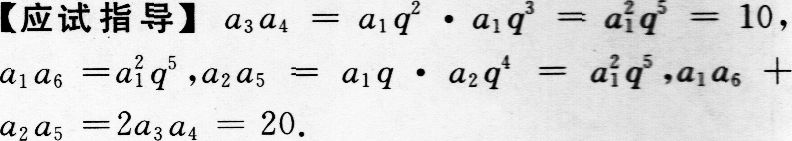 【应试指导】 a₃a₄ = a₁q² · a₁q³ = a₁²q⁵ = 10,
a₁a₆ = a₁²q⁵, a₂a₅ = a₁q · a₂q⁴ = a₁²q⁵, a₁a₆ +
a₂a₅ = 2a₃a₄ = 20.